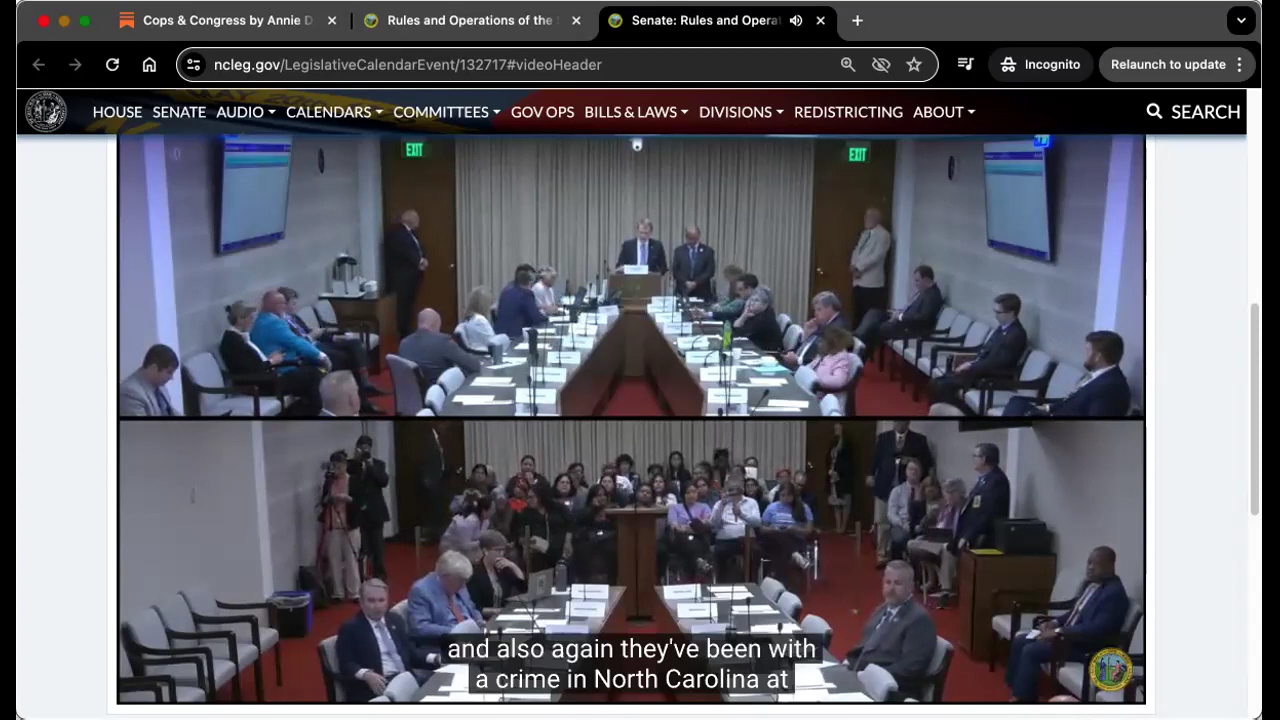 Cops & Congress by Annie D
Rules and Operations of the
Senate: Rules and Operat
ncleg.gov/LegislativeCalendarEvent/132717#videoHeader
Incognito
Relaunch to update
HOUSE SENATE AUDIO CALENDARS COMMITTEES GOV OPS BILLS & LAWS DIVISIONS REDISTRICTING ABOUT SEARCH
EXIT
EXIT
and also again they've been with
a crime in North Carolina at